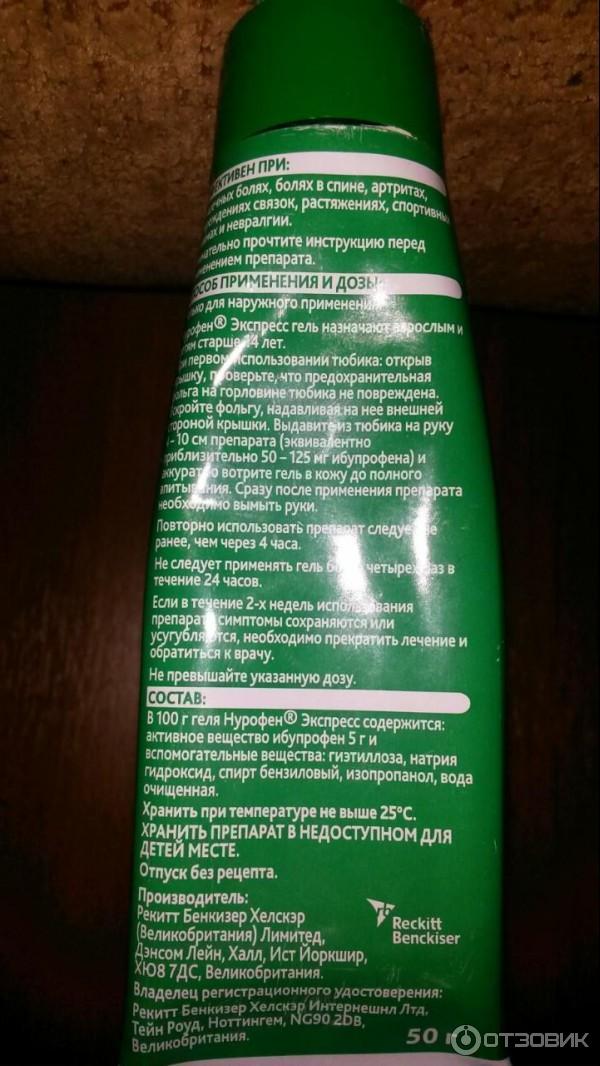 ПРИ:
болях, болях в спине, артритах,
связок, растяжениях, спортивных
и невралгии.
прочтите инструкцию перед
препарата.
ПРИМЕНЕНИЯ И ДОЗЫ:
для наружного применения.
Нурофен® Экспресс гель назначают взрослым и
старше 14 лет.
первом использовании тюбика: открыв
крышку, проверьте, что предохранительная
фольга на горловине тюбика не повреждена.
фольгу, надавливая на нее внешней
стороной крышки. Выдавите из тюбика на руку
– 10 см препарата (эквивалентно
приблизительно 50 – 125 мг ибупрофена) и
аккуратно вотрите гель в кожу до полного
впитывания. Сразу после применения препарата
необходимо вымыть руки.
Повторно использовать препарат следует не
ранее, чем через 4 часа.
Не следует применять гель более четырех раз в
течение 24 часов.
Если в течение 2-х недель использования
препарата симптомы сохраняются или
усугубляются, необходимо прекратить лечение и
обратиться к врачу.
Не превышайте указанную дозу.
СОСТАВ:
В 100 г геля Нурофен® Экспресс содержится:
активное вещество ибупрофен 5 г и
вспомогательные вещества: гиэтиллоза, натрия
гидроксид, спирт бензиловый, изопропанол, вода
очищенная.
Хранить при температуре не выше 25°C.
ХРАНИТЬ ПРЕПАРАТ В НЕДОСТУПНОМ ДЛЯ
ДЕТЕЙ МЕСТЕ.
Отпуск без рецепта.
Производитель:
Рекитт Бенкизер Хелскэр
(Великобритания) Лимитед,
Дэнсом Лейн, Халл, Ист Йоркшир,
ХЮ8 7ДС, Великобритания.
Reckitt
Benckiser
Владелец регистрационного удостоверения:
Рекитт Бенкизер Хелскэр Интернешнл Лтд,
Тейн Роуд, Ноттингем, NG90 2DB,
Великобритания.
50
ОТЗОВИК